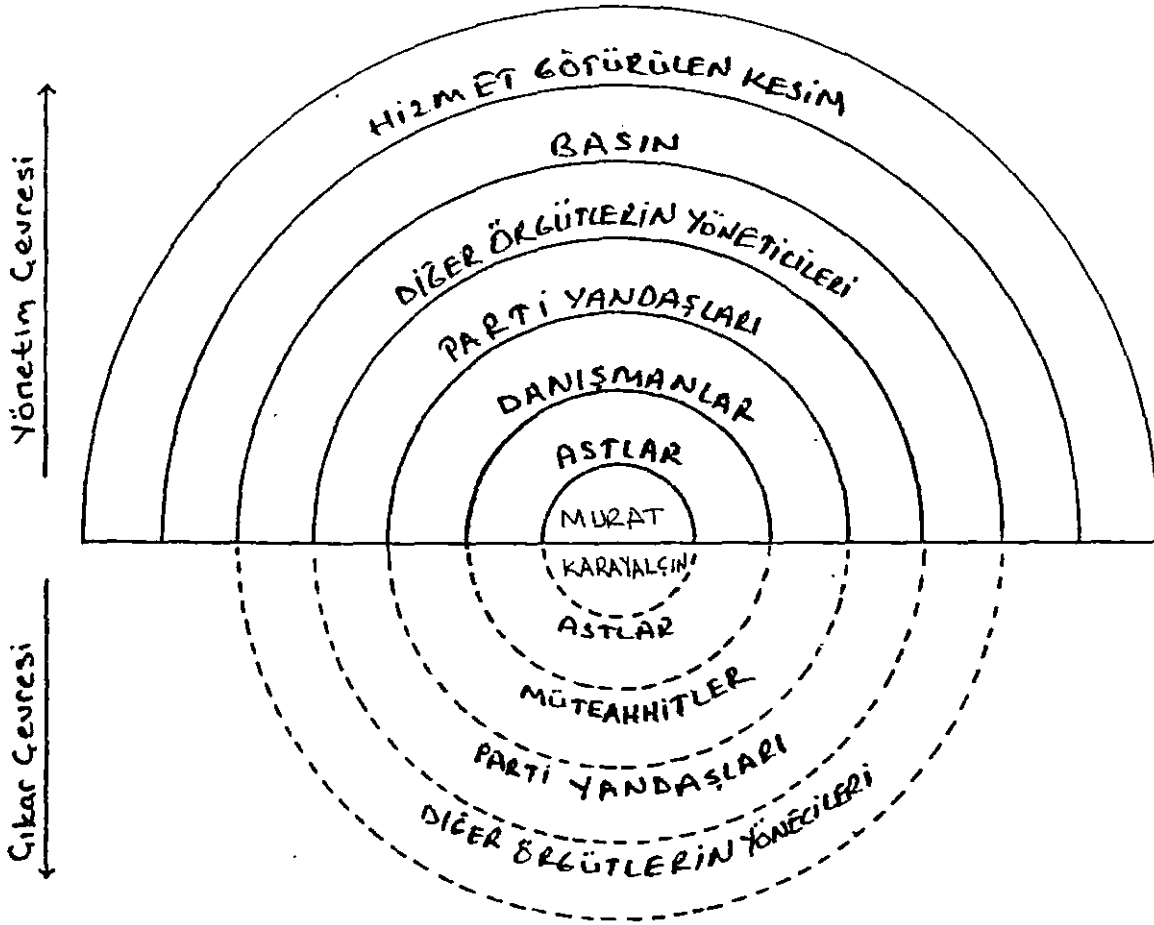 HİZMET GÖTÜRÜLEN KESİM
BASIN
DİĞER ÖRGÜTLERİN YÖNETİCİLERİ
PARTİ YANDAŞLARI
DANIŞMANLAR
ASTLAR
MURAT
KARAYALÇIN
ASTLAR
MÜTEAHHİTLER
PARTİ YANDAŞLARI
DİĞER ÖRGÜTLERİN YÖNECİLERİ
Yönetim Çevresi
Çıkar Çevresi